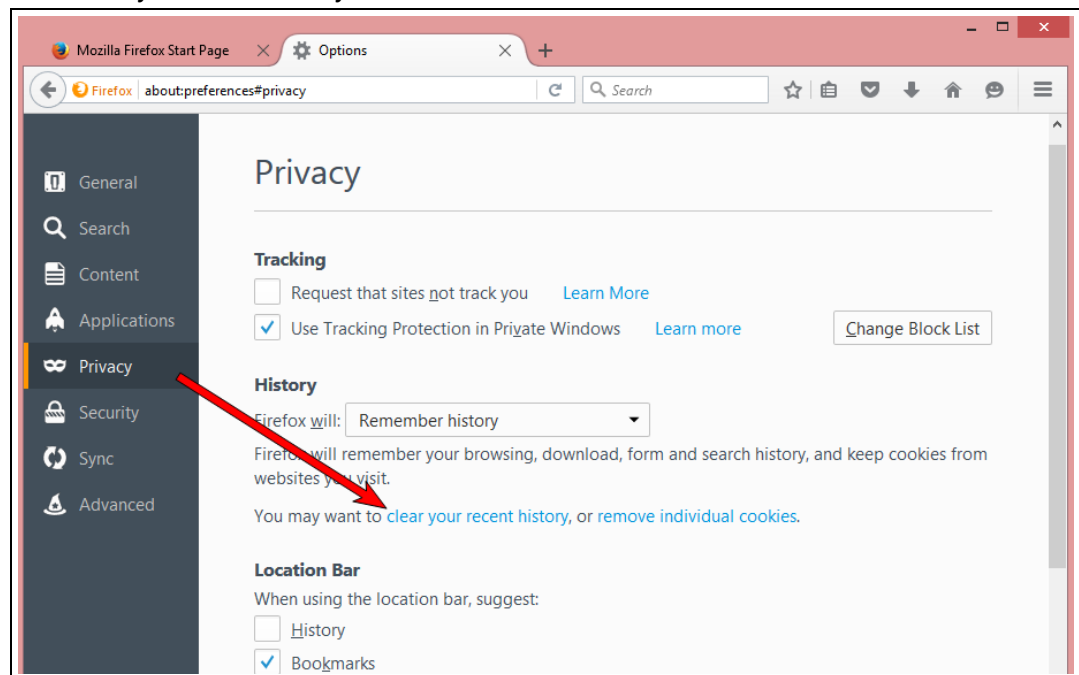 Mozilla Firefox Start Page
Options
Firefox about:preferences#privacy
Search
General
Search
Content
Applications
Privacy
Security
Sync
Advanced
Privacy
Tracking
Request that sites not track you Learn More
Use Tracking Protection in Private Windows Learn more Change Block List
History
Firefox will: Remember history
Firefox will remember your browsing, download, form and search history, and keep cookies from
websites you visit.
You may want to clear your recent history, or remove individual cookies.
Location Bar
When using the location bar, suggest:
History
Bookmarks